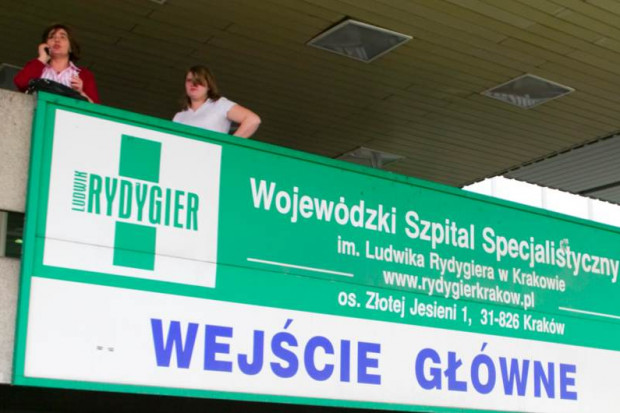 LUDWIK
RYDYGIER
Wojewódzki Szpital Specjalistyczny
im. Ludwika Rydygiera w Krakowie
www.rydygierkrakow.pl
os. Złotej Jesieni 1, 31-826 Kraków
WEJŚCIE GŁÓWNE